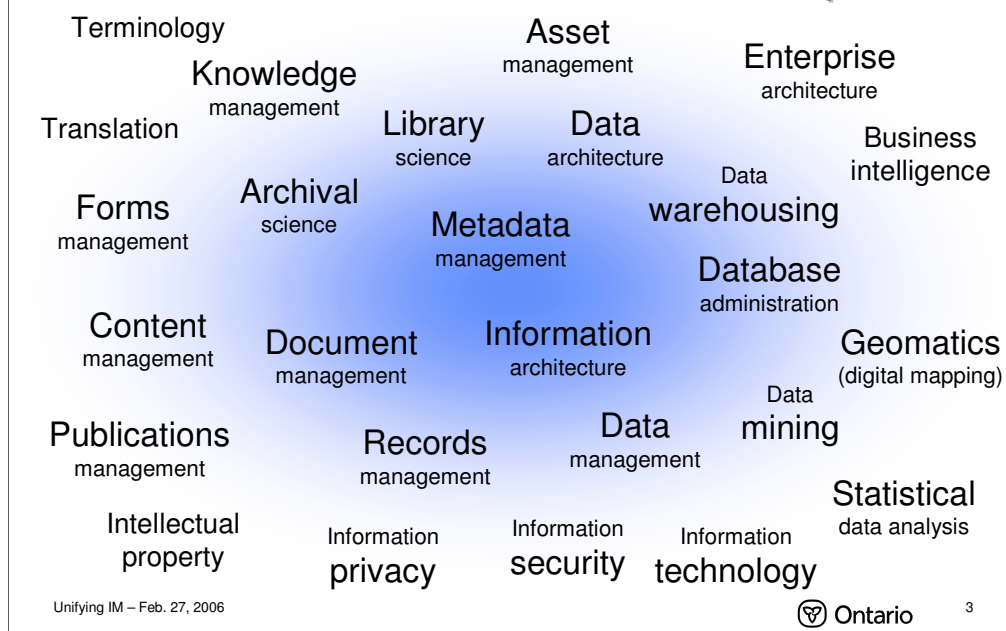 Terminology
Asset
management
Enterprise
architecture
Knowledge
management
Translation
Library
science
Data
architecture
Business
intelligence
Data
warehousing
Forms
management
Archival
science
Metadata
management
Database
administration
Content
management
Document
management
Information
architecture
Geomatics
(digital mapping)
Data
mining
Publications
management
Records
management
Data
management
Statistical
data analysis
Intellectual
property
Information
privacy
Information
security
Information
technology
Unifying IM – Feb. 27, 2006
Ontario
3